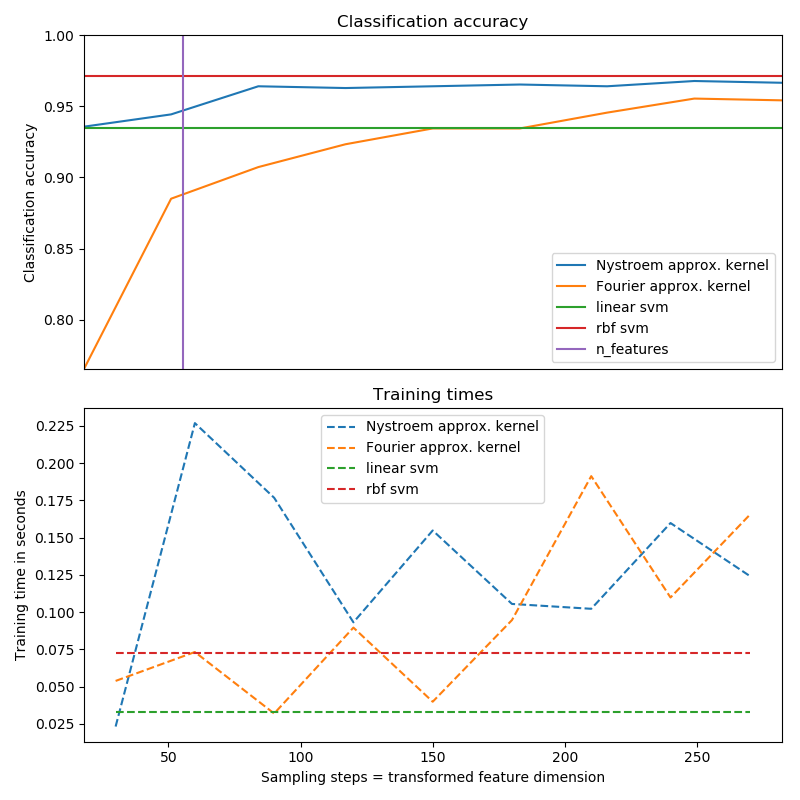 Classification accuracy
Classification accuracy
1.00
0.95
0.90
0.85
0.80
Nystroem approx. kernel
Fourier approx. kernel
linear svm
rbf svm
n_features
Training times
Training time in seconds
0.225
0.200
0.175
0.150
0.125
0.100
0.075
0.050
0.025
Nystroem approx. kernel
Fourier approx. kernel
linear svm
rbf svm
50 100 150 200 250
Sampling steps = transformed feature dimension